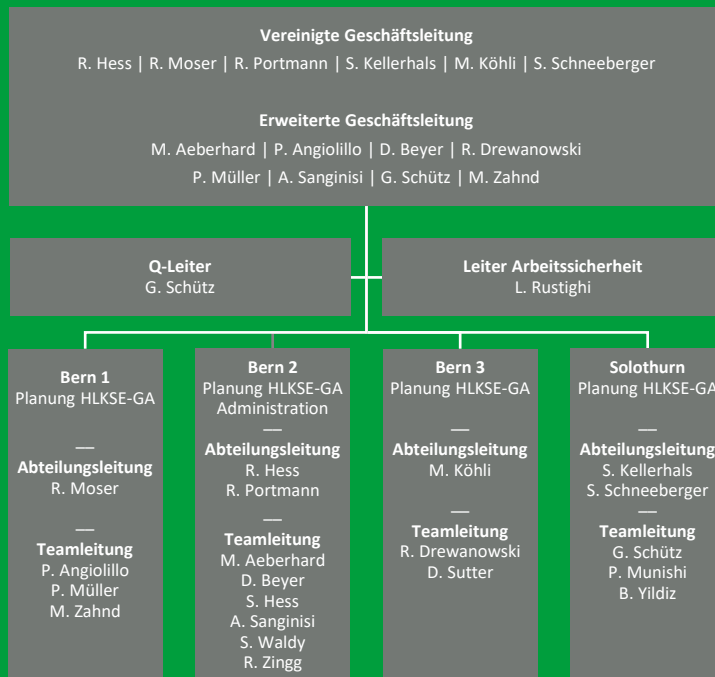 Vereinigte Geschäftsleitung
R. Hess | R. Moser | R. Portmann | S. Kellerhals | M. Köhli | S. Schneeberger
Erweiterte Geschäftsleitung
M. Aeberhard | P. Angiolillo | D. Beyer | R. Drewanowski
P. Müller | A. Sanginisi | G. Schütz | M. Zahnd
Q-Leiter
G. Schütz
Leiter Arbeitssicherheit
L. Rustighi
Bern 1
Planung HLKSE-GA
Abteilungsleitung
R. Moser
Teamleitung
P. Angiolillo
P. Müller
M. Zahnd
Bern 2
Planung HLKSE-GA
Administration
Abteilungsleitung
R. Hess
R. Portmann
Teamleitung
M. Aeberhard
D. Beyer
S. Hess
A. Sanginisi
S. Waldy
R. Zingg
Bern 3
Planung HLKSE-GA
Abteilungsleitung
M. Köhli
Teamleitung
R. Drewanowski
D. Sutter
Solothurn
Planung HLKSE-GA
Abteilungsleitung
S. Kellerhals
S. Schneeberger
Teamleitung
G. Schütz
P. Munishi
B. Yildiz